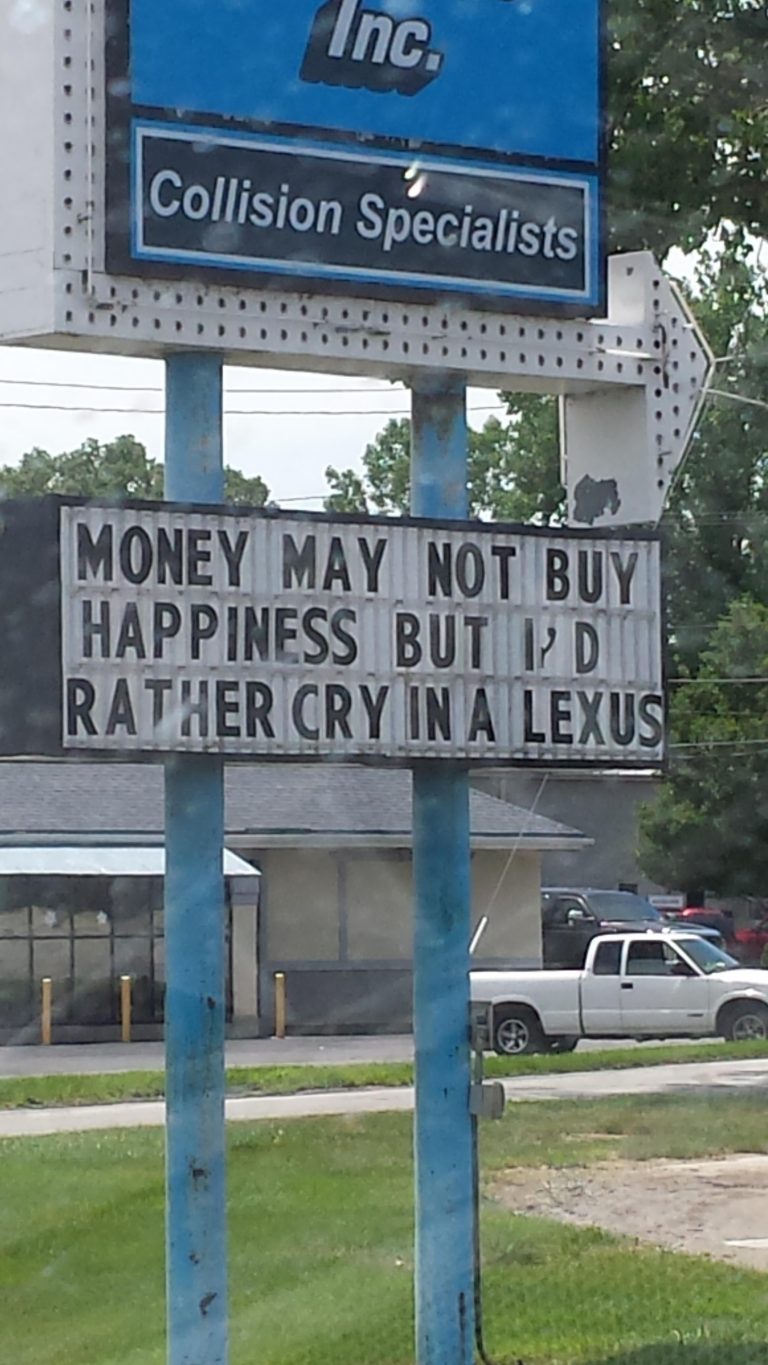 Inc.
Collision Specialists
MONEY MAY NOT BUY
HAPPINESS BUT I'D
RATHER CRY IN A LEXUS